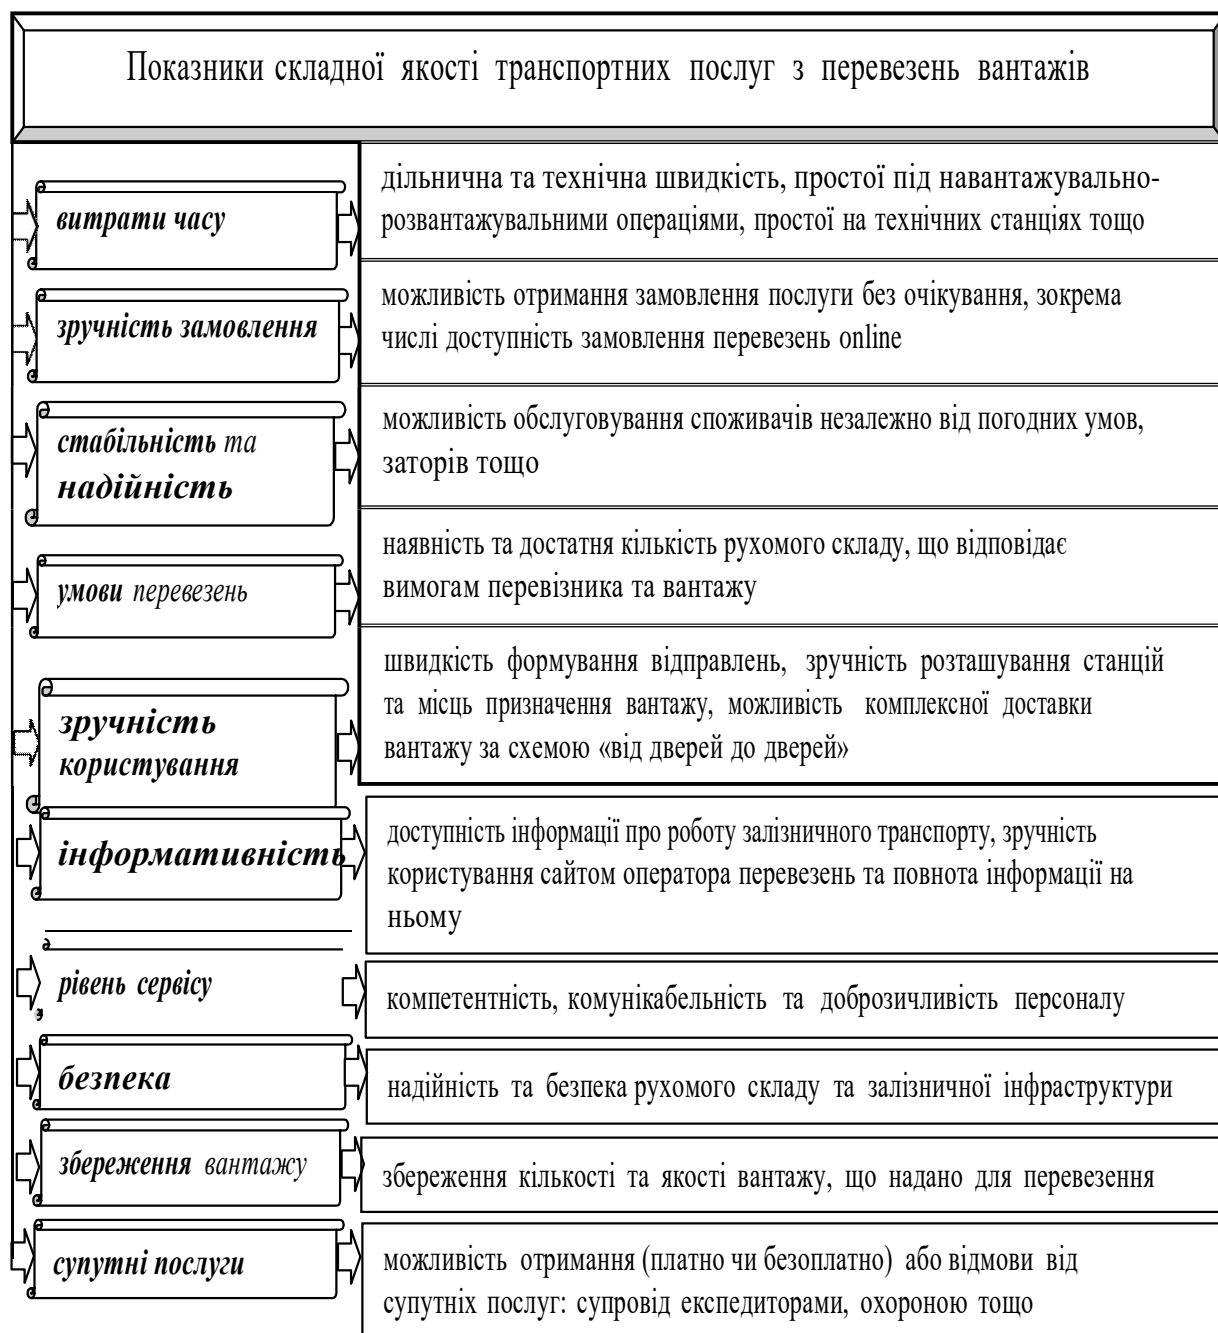 Показники складної якості транспортних послуг з перевезень вантажів
витрати часу
дільнична та технічна швидкість, простої під навантажувально-
розвантажувальними операціями, простої на технічних станціях тощо
зручність замовлення
можливість отримання замовлення послуги без очікування, зокрема
числі доступність замовлення перевезень online
стабільність та
надійність
можливість обслуговування споживачів незалежно від погодних умов,
заторів тощо
умови перевезень
наявність та достатня кількість рухомого складу, що відповідає
вимогам перевізника та вантажу
зручність
користування
швидкість формування відправлень, зручність розташування станцій
та місць призначення вантажу, можливість комплексної доставки
вантажу за схемою «від дверей до дверей»
інформативність
доступність інформації про роботу залізничного транспорту, зручність
користування сайтом оператора перевезень та повнота інформації на
ньому
рівень сервісу
компетентність, комунікабельність та доброзичливість персоналу
безпека
надійність та безпека рухомого складу та залізничної інфраструктури
збереження вантажу
збереження кількості та якості вантажу, що надано для перевезення
супутні послуги
можливість отримання (платно чи безоплатно) або відмови від
супутніх послуг: супровід експедиторами, охороною тощо